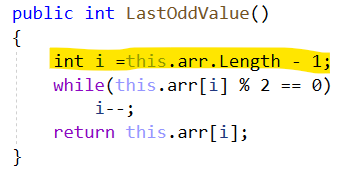 public int LastOddValue()
{
int i =this.arr.Length - 1;
while(this.arr[i] % 2 == 0)
i--;
return this.arr[i];
}